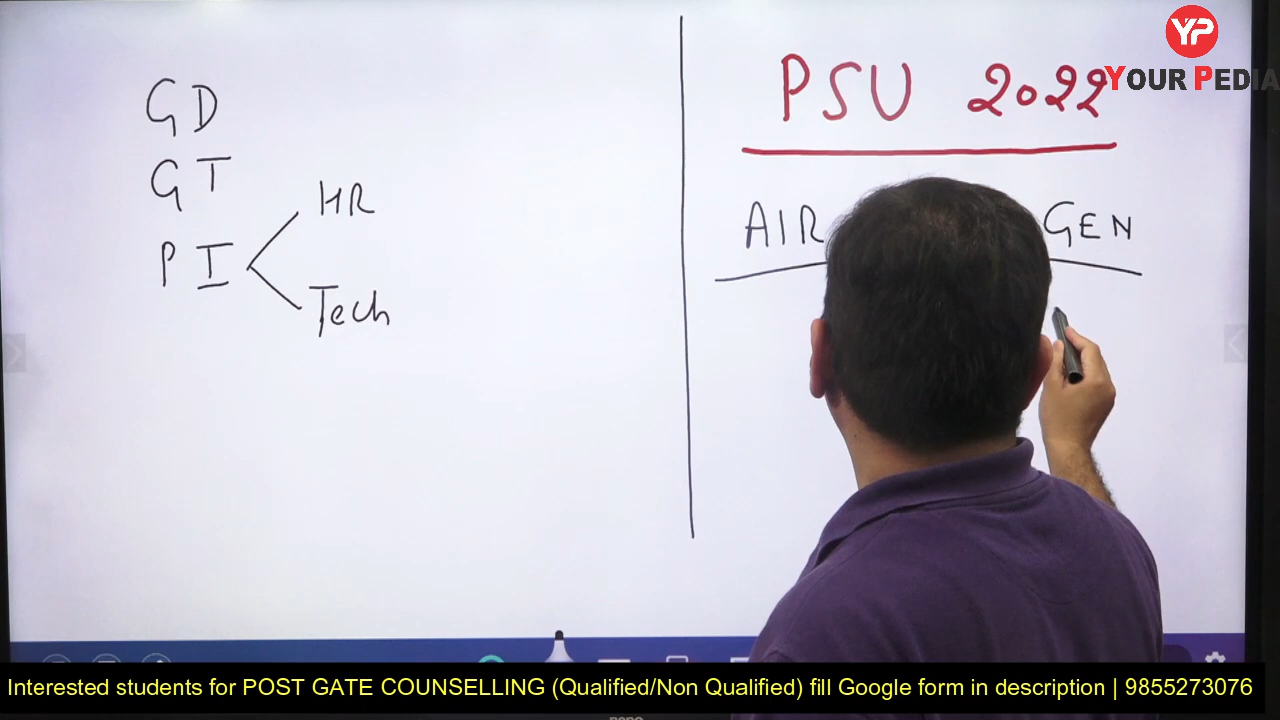 GD
GT
PI
HR
Tech
PSU 2022
AIR
GEN
YP
YOUR PEDIA
Interested students for POST GATE COUNSELLING (Qualified/Non Qualified) fill Google form in description | 9855273076